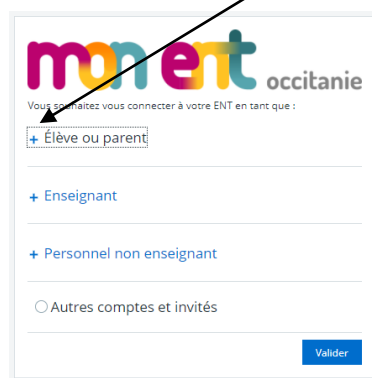 mon ent occitanie
Vous souhaitez vous connecter à votre ENT en tant que :
+ Élève ou parent
+ Enseignant
+ Personnel non enseignant
Autres comptes et invités
Valider